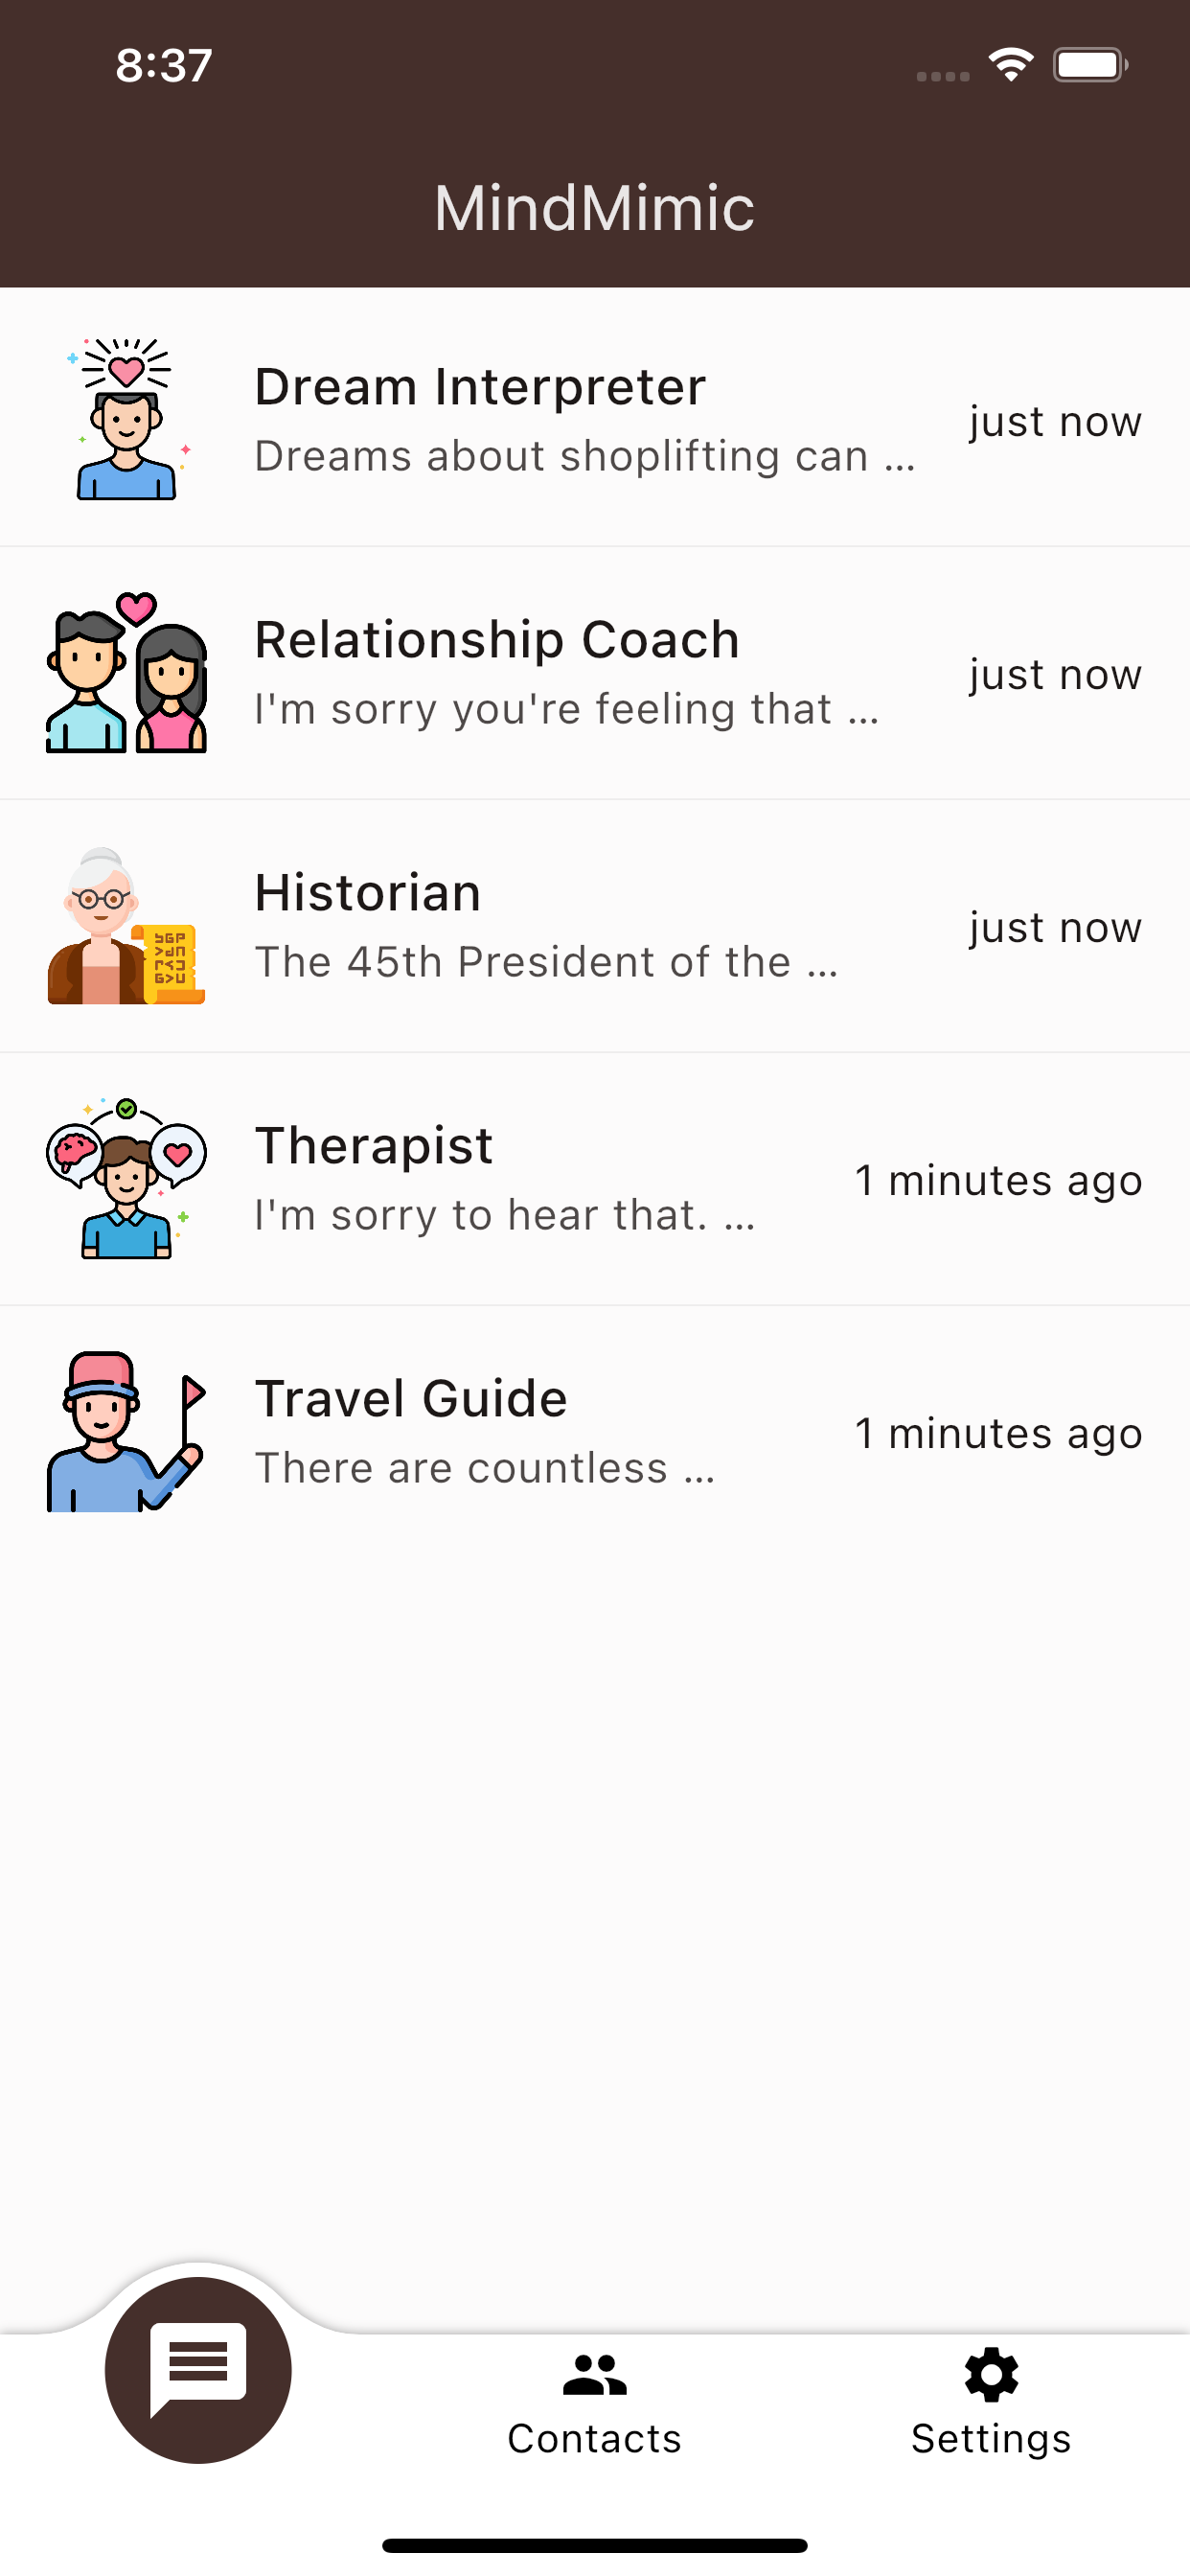 8:37
MindMimic
Dream Interpreter
Dreams about shoplifting can ...
just now
Relationship Coach
I'm sorry you're feeling that ...
just now
Historian
The 45th President of the ...
just now
Therapist
I'm sorry to hear that. ...
1 minutes ago
Travel Guide
There are countless ...
1 minutes ago
Contacts
Settings